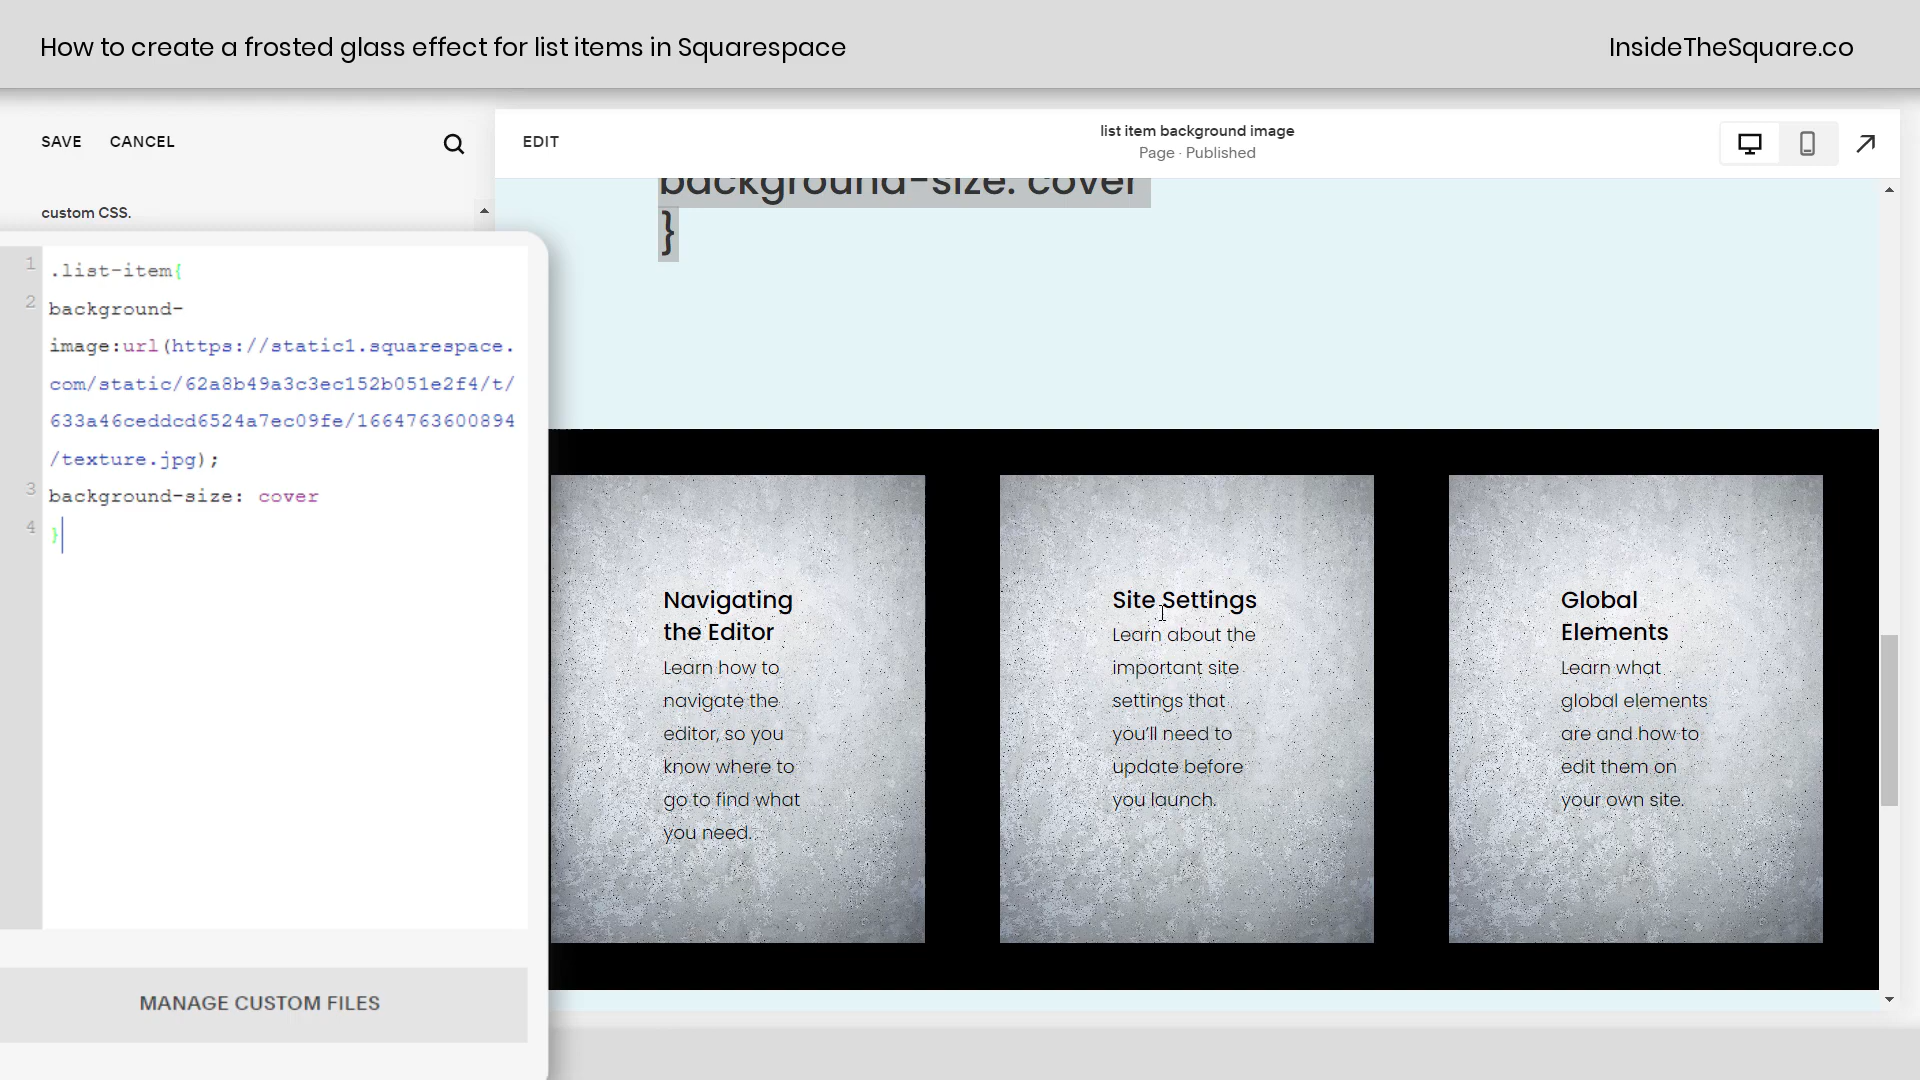 How to create a frosted glass effect for list items in Squarespace
InsideTheSquare.co
SAVE CANCEL
EDIT
list item background image
Page · Published
custom CSS.
background-size: cover
}
1 .list-item{
2 background-
image:url(https://static1.squarespace.
com/static/62a8b49a3c3ec152b051e2f4/t/
633a46ceddcd6524a7ec09fe/1664763600894
/texture.jpg);
3 background-size: cover
4 }
Navigating
the Editor
Learn how to
navigate the
editor, so you
know where to
go to find what
you need.
Site Settings
Learn about the
important site
settings that
you'll need to
update before
you launch.
Global
Elements
Learn what
global elements
are and how to
edit them on
your own site.
MANAGE CUSTOM FILES